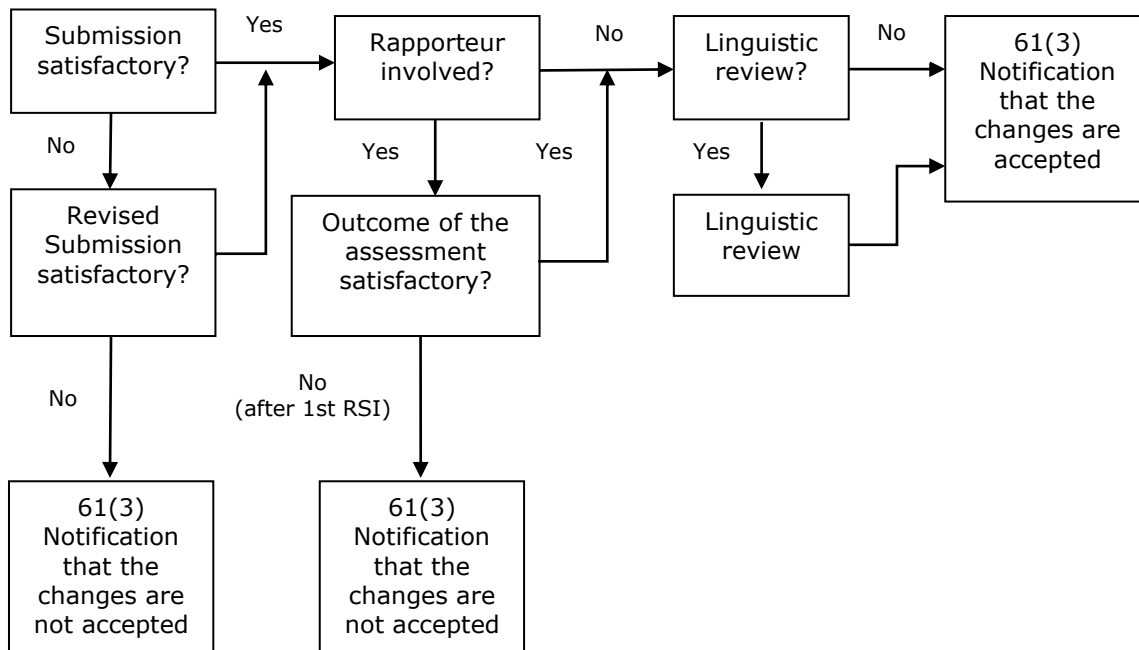 Submission
satisfactory?
Yes
Rapporteur
involved?
No
Linguistic
review?
No
61(3)
Notification
that the
changes are
accepted
No
Yes
Yes
Yes
Revised
Submission
satisfactory?
Outcome of the
assessment
satisfactory?
Linguistic
review
No
No
(after 1st RSI)
61(3)
Notification
that the
changes are
not accepted
61(3)
Notification
that the
changes are
not accepted